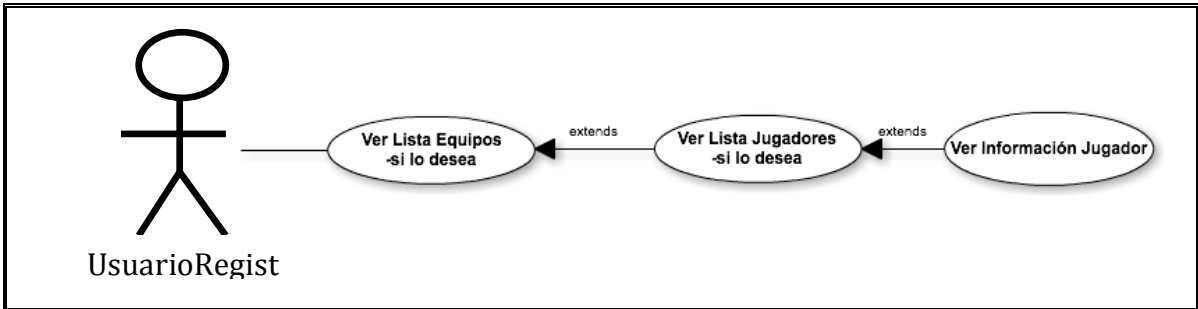 Ver Lista Equipos
-si lo desea
extends
Ver Lista Jugadores
-si lo desea
extends
Ver Información Jugador
UsuarioRegist